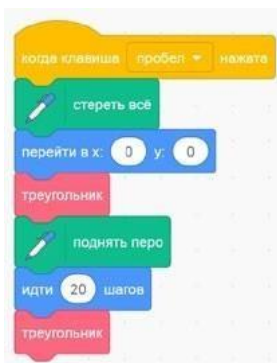 когда клавиша пробел нажата
стереть всё
перейти в x: 0 y: 0
треугольник
поднять перо
идти 20 шагов
треугольник